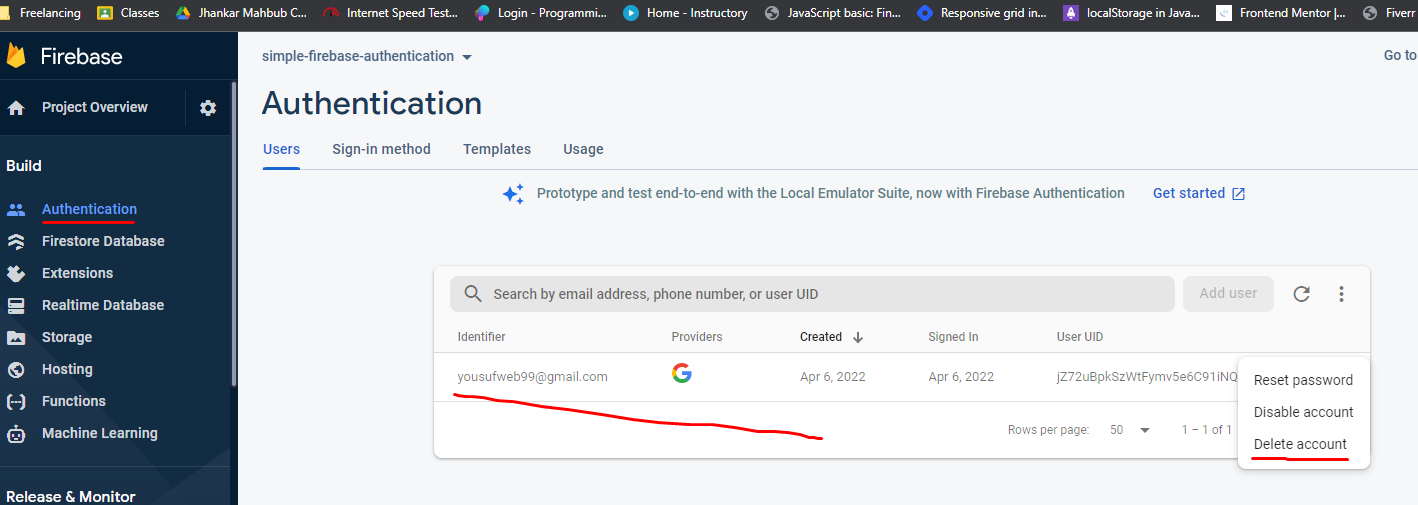 Freelancing Classes Jhankar Mahbub C... Internet Speed Test... Login - Programmi... Home - Instructory JavaScript basic: Fin... Responsive grid in... localStorage in Java... Frontend Mentor |... Fiverr
Firebase
simple-firebase-authentication
Go to
Project Overview
Authentication
Users Sign-in method Templates Usage
Build
Prototype and test end-to-end with the Local Emulator Suite, now with Firebase Authentication Get started
Authentication
Firestore Database
Extensions
Realtime Database
Storage
Hosting
Functions
Machine Learning
Release & Monitor
Search by email address, phone number, or user UID
Add user
Identifier Providers Created Signed In User UID
yousufweb99@gmail.com G Apr 6, 2022 Apr 6, 2022 jZ72uBpkSzWtFymv5e6C91iNQ
Rows per page: 50 1 – 1 of 1
Reset password
Disable account
Delete account